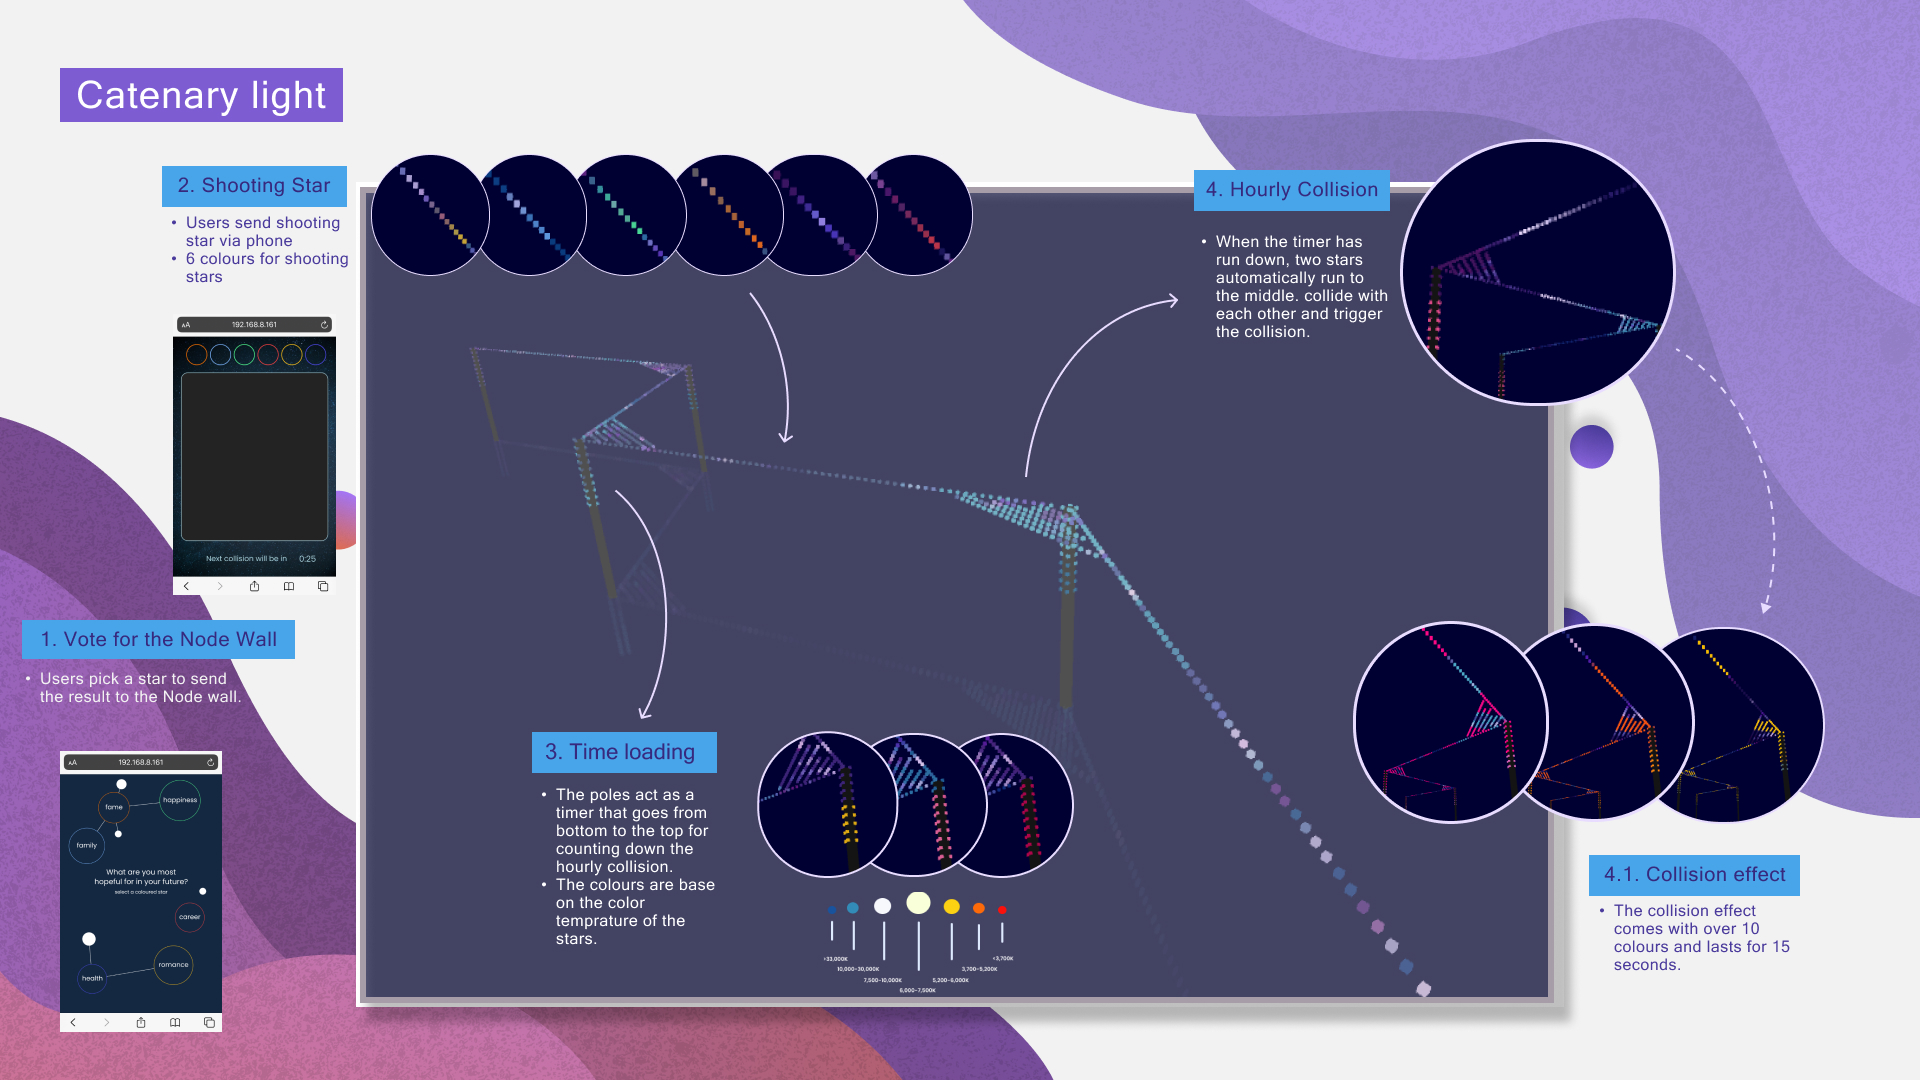 Catenary light
2. Shooting Star
• Users send shooting
star via phone
• 6 colours for shooting
stars
AA 192.168.8.161
Next collision will be in 0:25
1. Vote for the Node Wall
• Users pick a star to send
the result to the Node wall.
AA 192.168.8.161
fame
happiness
family
What are you most
hopeful for in your future?
select a coloured star
career
romance
health
3. Time loading
• The poles act as a
timer that goes from
bottom to the top for
counting down the
hourly collision.
• The colours are base
on the color
temprature of the
stars.
>33,000K
10,000-30,000K
7,500-10,000K
6,000-7,500K
5,200-6,000K
3,700-5,200K
<3,700K
4. Hourly Collision
• When the timer has
run down, two stars
automatically run to
the middle. collide with
each other and trigger
the collision.
4.1. Collision effect
• The collision effect
comes with over 10
colours and lasts for 15
seconds.